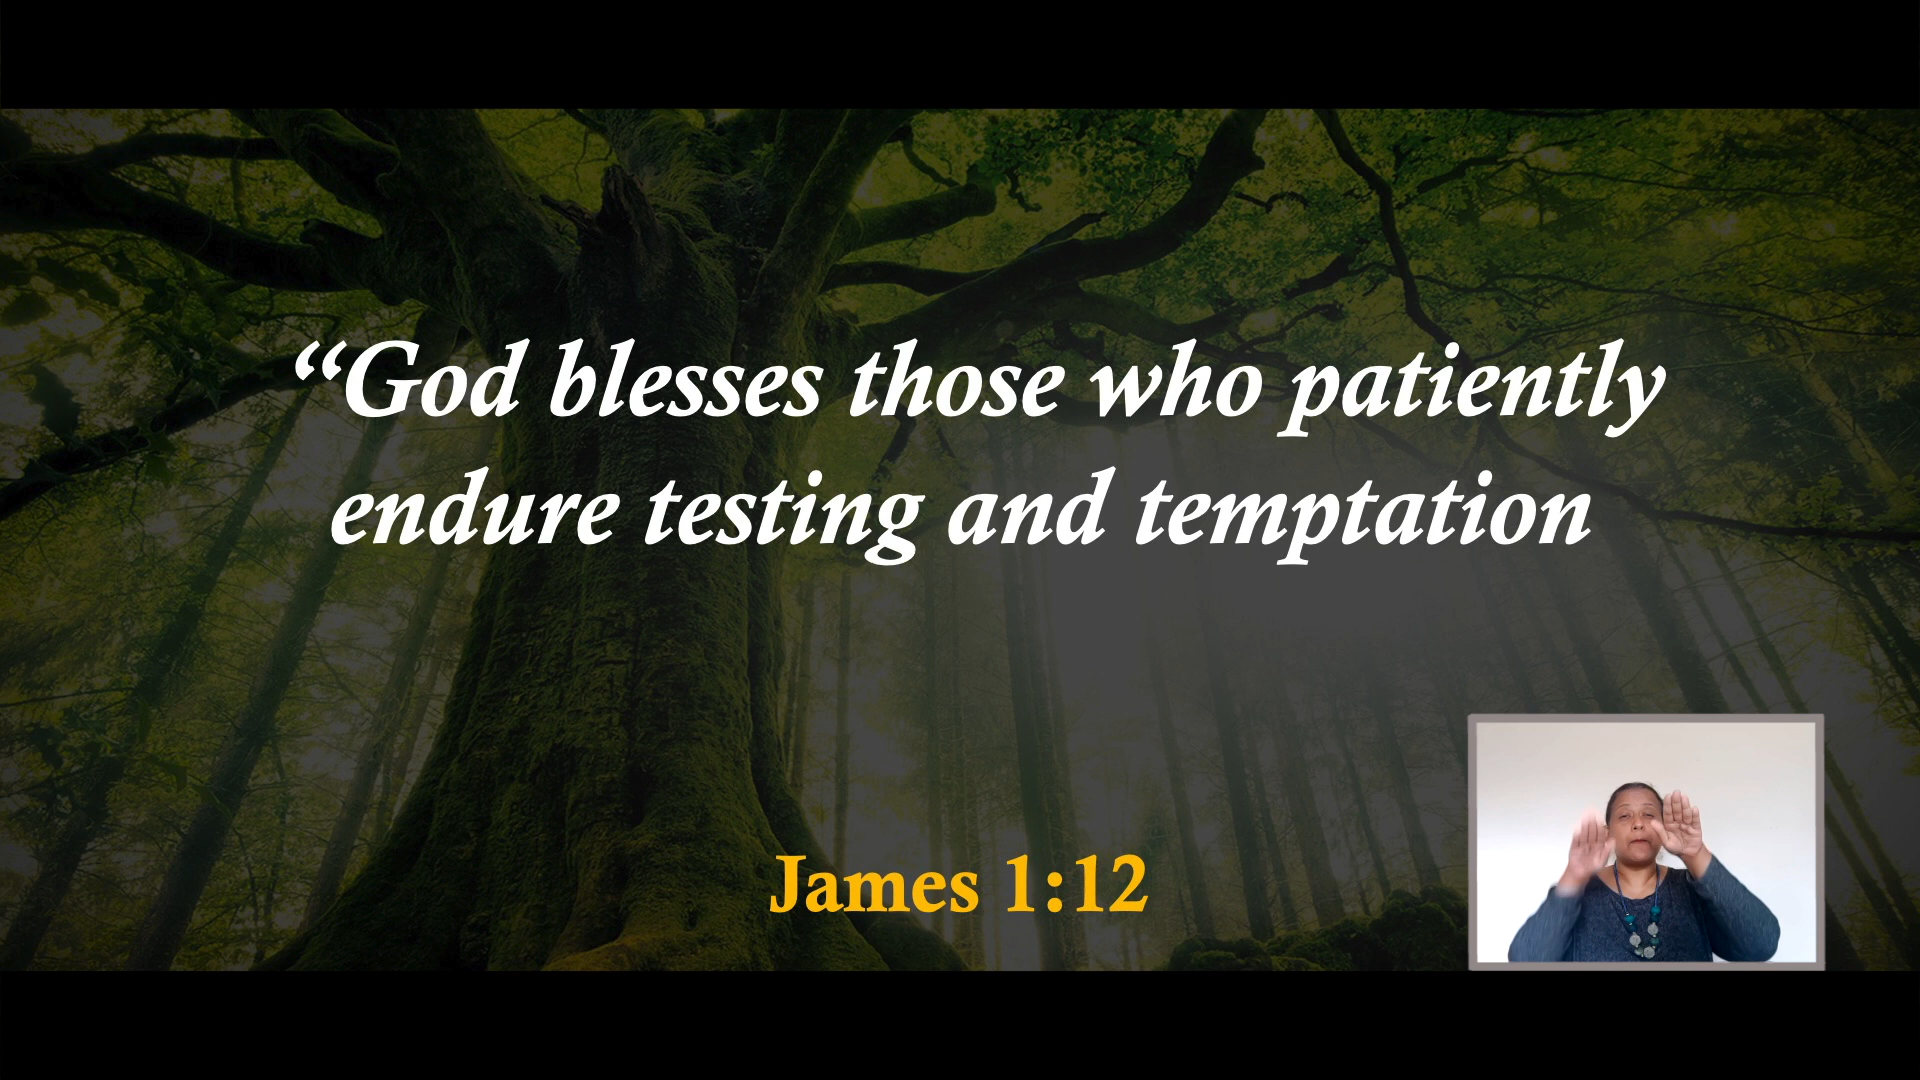 “God blesses those who patiently
endure testing and temptation
James 1:12